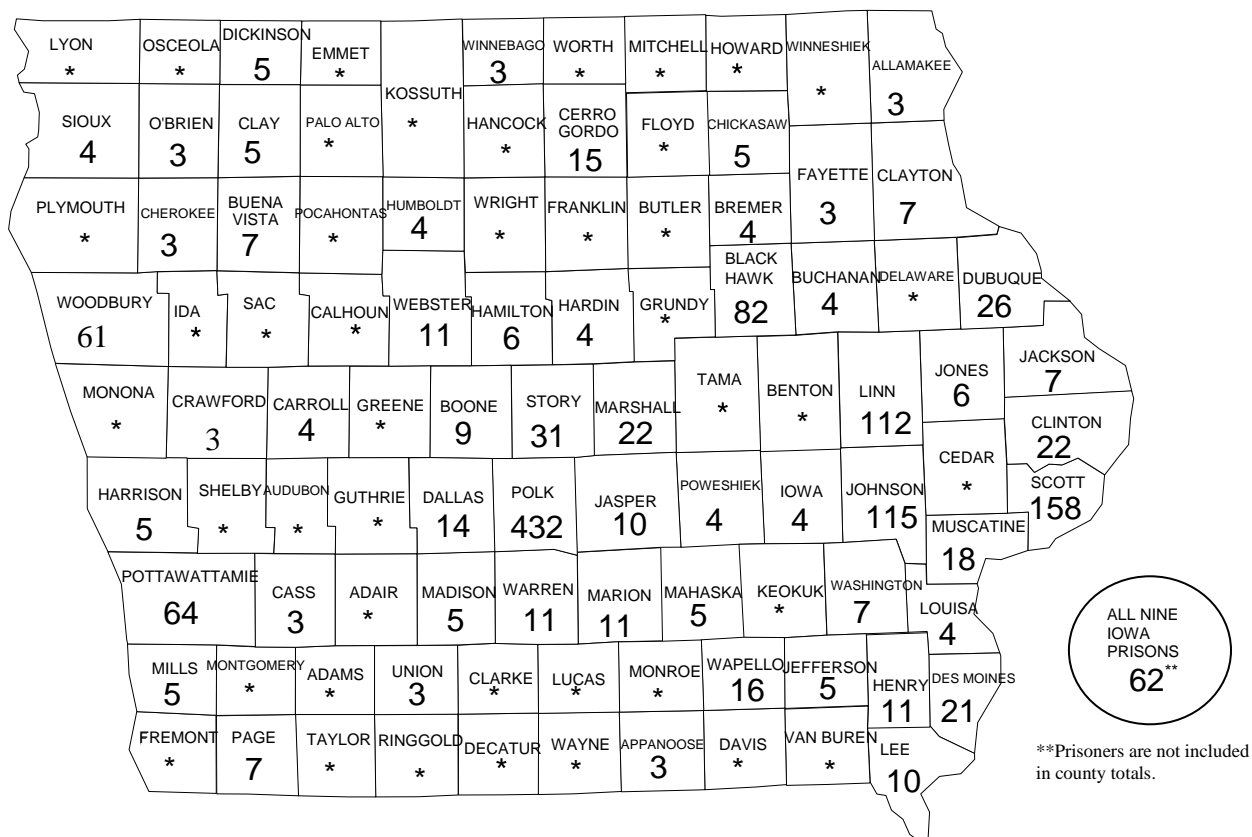 LYON
*
OSCEOLA
*
DICKINSON
5
EMMET
*
KOSSUTH
*
WINNEBAGO
3
WORTH
*
MITCHELL
*
HOWARD
*
WINNESHIEK
*
ALLAMAKEE
3
SIOUX
4
O'BRIEN
3
CLAY
5
PALO ALTO
*
HANCOCK
*
CERRO
GORDO
15
FLOYD
*
CHICKASAW
5
FAYETTE
3
CLAYTON
7
PLYMOUTH
*
CHEROKEE
3
BUENA
VISTA
7
POCAHONTAS
*
HUMBOLDT
4
WRIGHT
*
FRANKLIN
*
BUTLER
*
BREMER
4
WOODBURY
61
IDA
*
SAC
*
CALHOUN
*
WEBSTER
11
HAMILTON
6
HARDIN
4
GRUNDY
*
BLACK
HAWK
82
BUCHANAN
4
DELAWARE
*
DUBUQUE
26
MONONA
*
CRAWFORD
3
CARROLL
4
GREENE
*
BOONE
9
STORY
31
MARSHALL
22
TAMA
*
BENTON
*
LINN
112
JONES
6
JACKSON
7
CLINTON
22
HARRISON
5
SHELBY
*
AUDUBON
*
GUTHRIE
*
DALLAS
14
POLK
432
JASPER
10
POWESHIEK
4
IOWA
4
JOHNSON
115
CEDAR
*
SCOTT
158
MUSCATINE
18
POTTAWATTAMIE
64
CASS
3
ADAIR
*
MADISON
5
WARREN
11
MARION
11
MAHASKA
5
KEOKUK
*
WASHINGTON
7
LOUISA
4
MILLS
5
MONTGOMERY
*
ADAMS
*
UNION
3
CLARKE
*
LUCAS
*
MONROE
*
WAPELLO
16
JEFFERSON
5
HENRY
11
DES MOINES
21
FREMONT
*
PAGE
7
TAYLOR
*
RINGGOLD
*
DECATUR
*
WAYNE
*
APPANOOSE
3
DAVIS
*
VAN BUREN
*
LEE
10
ALL NINE
IOWA
PRISONS
62**
**Prisoners are not included
in county totals.